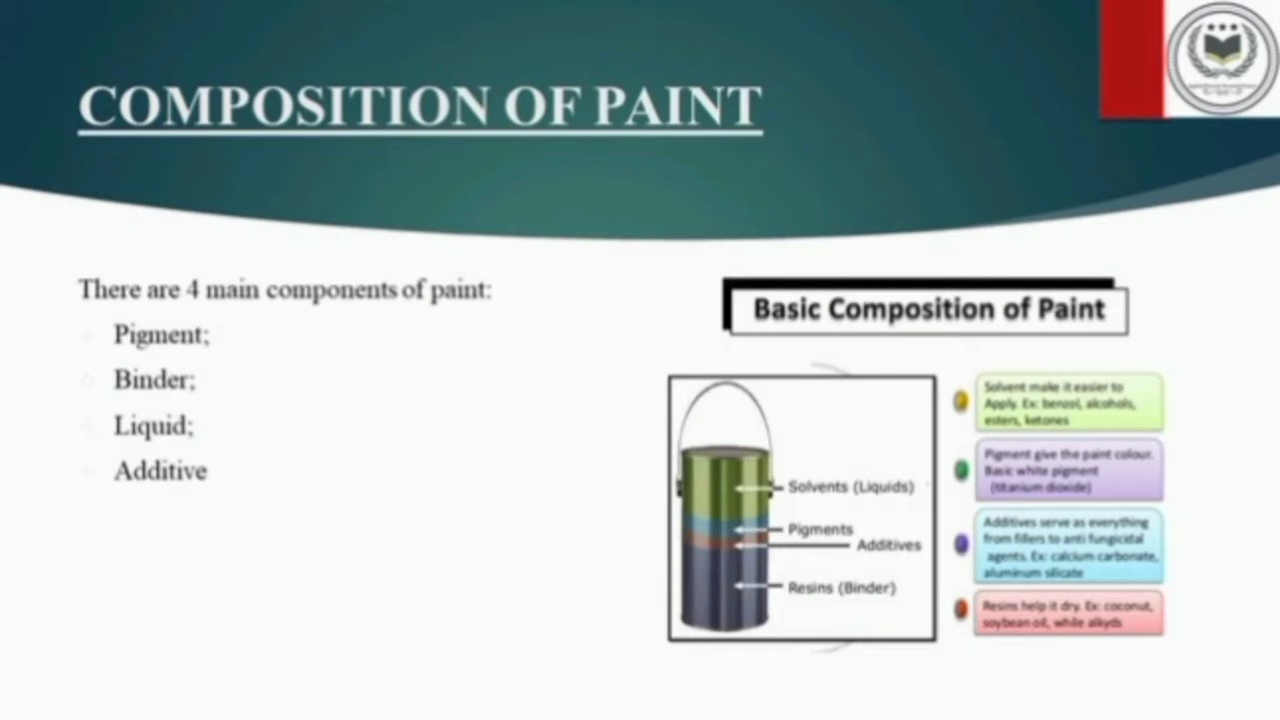 COMPOSITION OF PAINT
There are 4 main components of paint:
Pigment;
Binder;
Liquid;
Additive
Basic Composition of Paint
Solvents (Liquids)
Pigments
Additives
Resins (Binder)
Solvent make it easier to
Apply. Ex: benzol, alcohols,
esters, ketones
Pigment give the paint colour.
Basic white pigment
(titanium dioxide)
Additives serve as everything
from fillers to anti fungicidal
agents. Ex: calcium carbonate,
aluminum silicate
Resins help it dry. Ex: coconut,
soybean oil, while alkyds